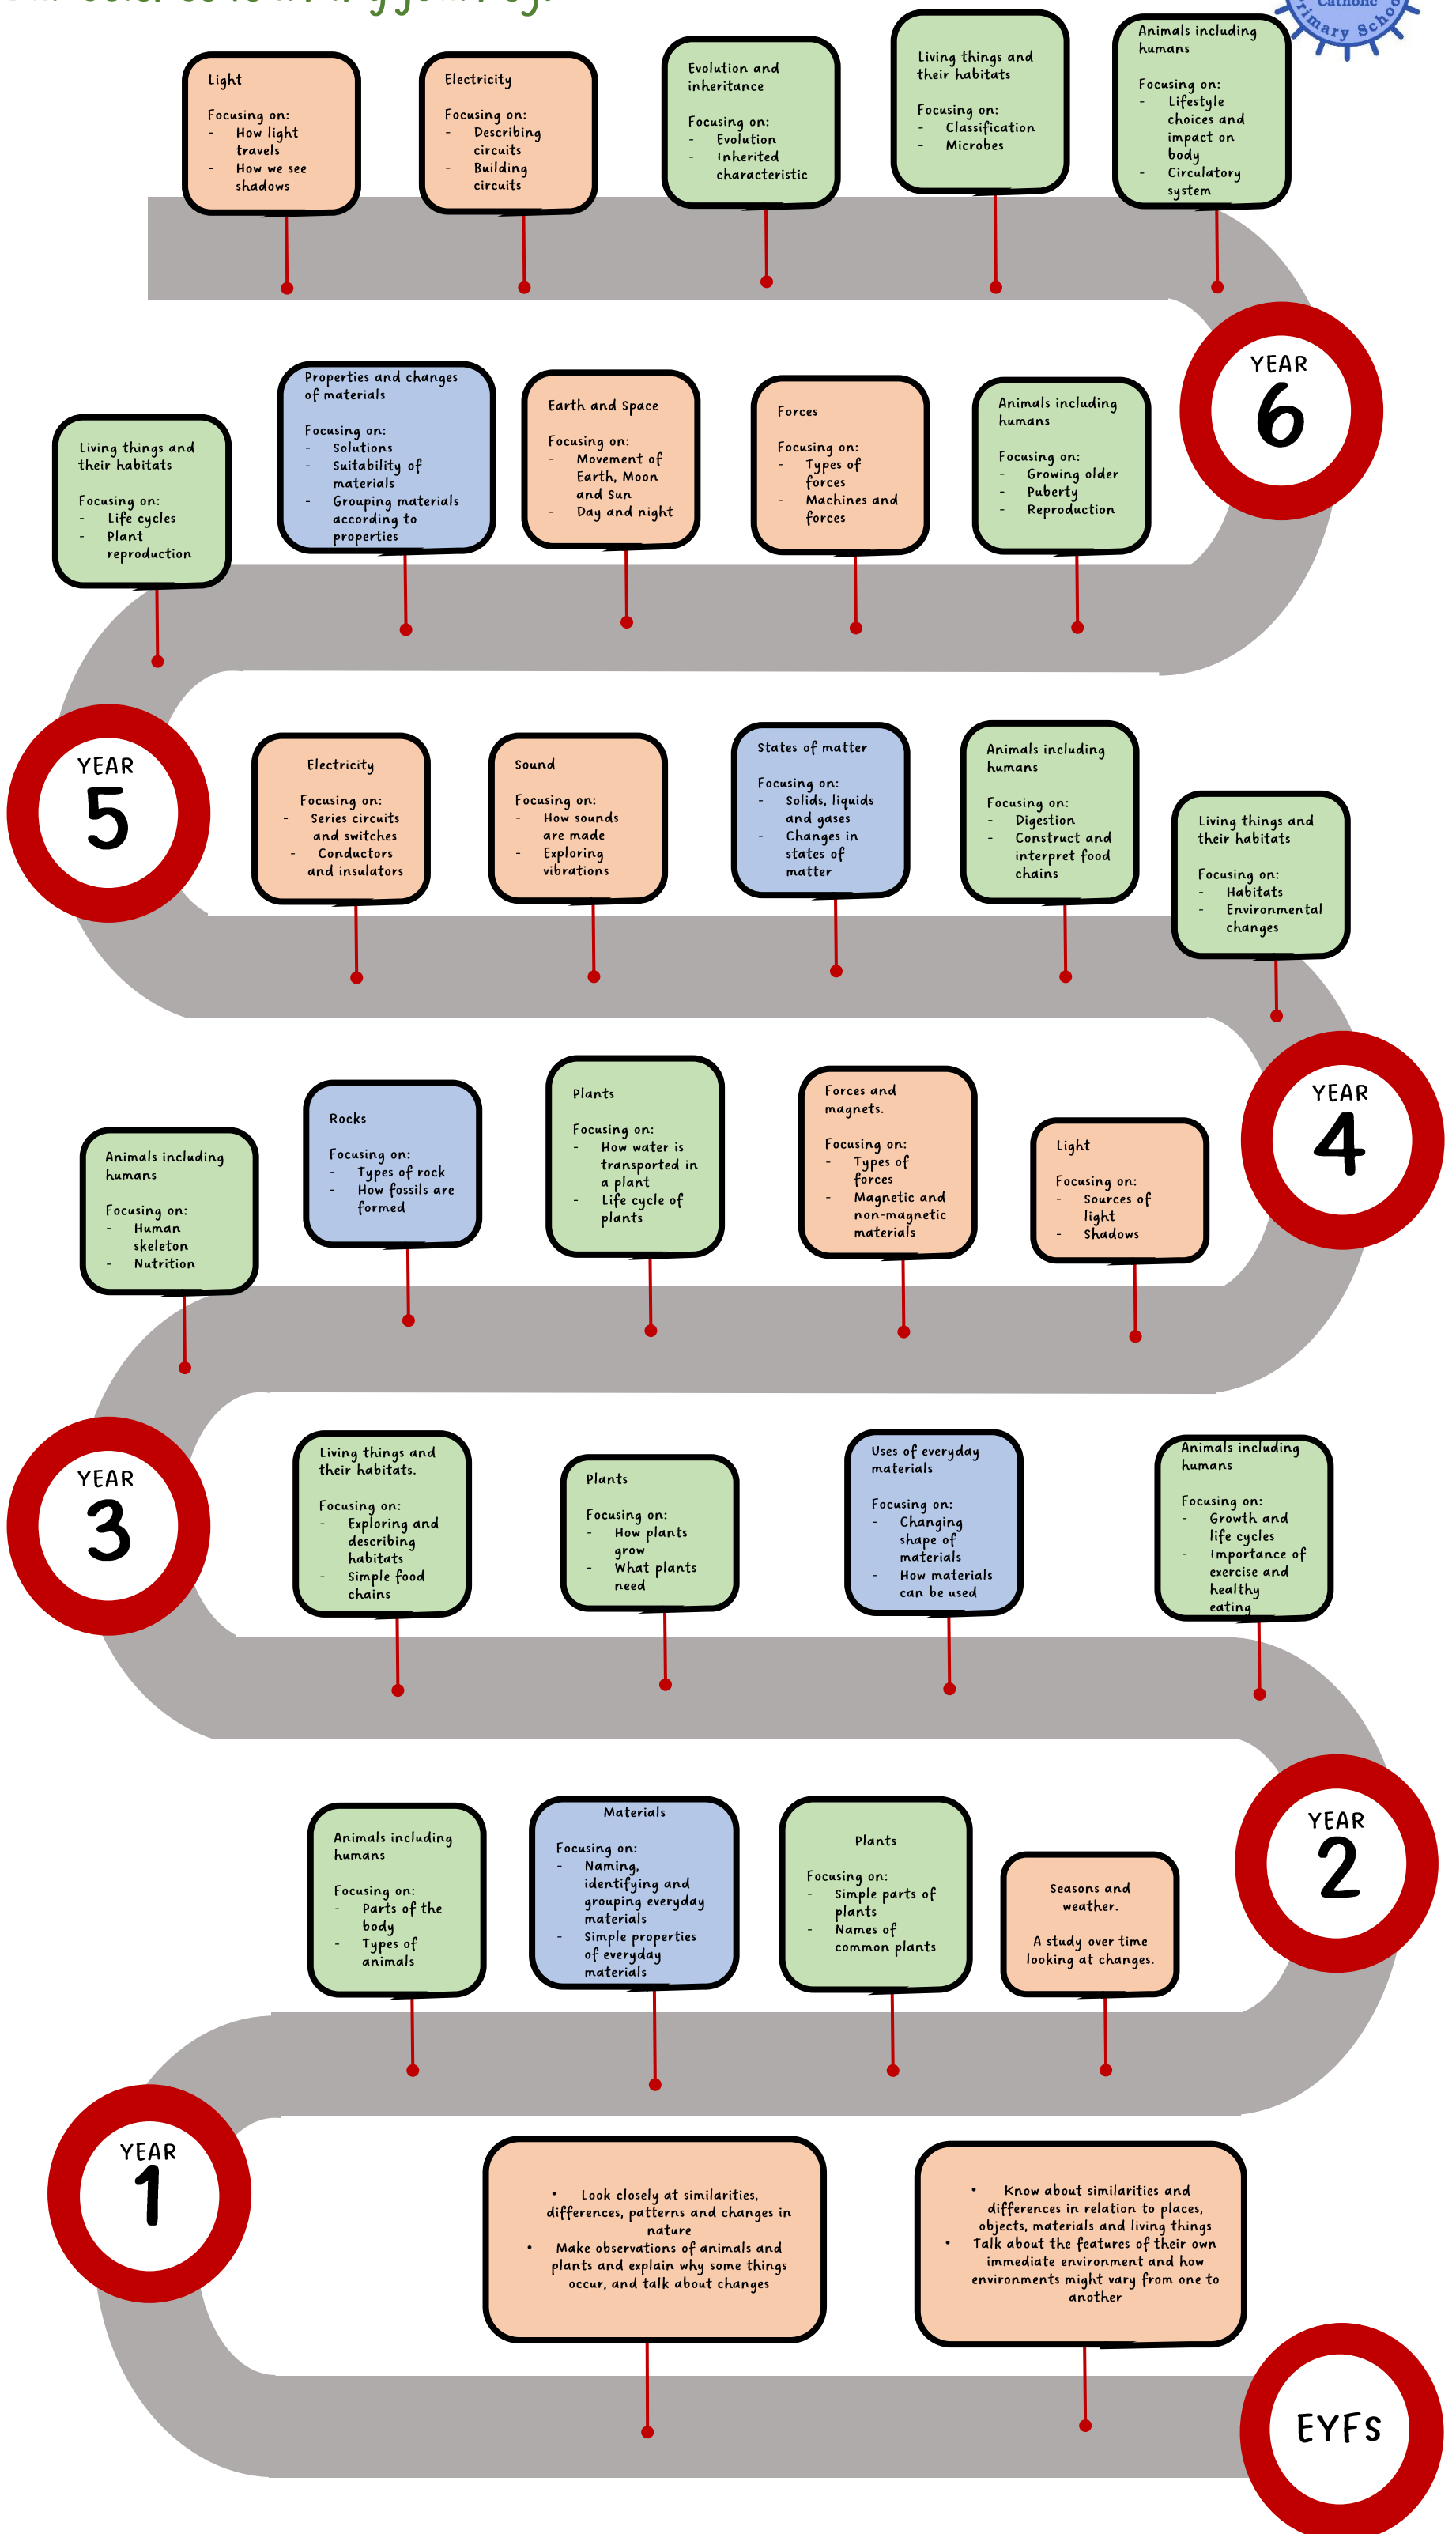 Catholic
Primary School
Light
Focusing on:
- How light
travels
- How we see
shadows
Electricity
Focusing on:
- Describing
circuits
- Building
circuits
Evolution and
inheritance
Focusing on:
- Evolution
- Inherited
characteristic
Living things and
their habitats
Focusing on:
- Classification
- Microbes
Animals including
humans
Focusing on:
- Lifestyle
choices and
impact on
body
- Circulatory
system
YEAR
6
Living things and
their habitats
Focusing on:
- Life cycles
- Plant
reproduction
Properties and changes
of materials
Focusing on:
- Solutions
- Suitability of
materials
- Grouping materials
according to
properties
Earth and Space
Focusing on:
- Movement of
Earth, Moon
and Sun
- Day and night
Forces
Focusing on:
- Types of
forces
- Machines and
forces
Animals including
humans
Focusing on:
- Growing older
- Puberty
- Reproduction
YEAR
5
Electricity
Focusing on:
- Series circuits
and switches
- Conductors
and insulators
Sound
Focusing on:
- How sounds
are made
- Exploring
vibrations
States of matter
Focusing on:
- Solids, liquids
and gases
- Changes in
states of
matter
Animals including
humans
Focusing on:
- Digestion
- Construct and
interpret food
chains
Living things and
their habitats
Focusing on:
- Habitats
- Environmental
changes
YEAR
4
Animals including
humans
Focusing on:
- Human
skeleton
- Nutrition
Rocks
Focusing on:
- Types of rock
- How fossils are
formed
Plants
Focusing on:
- How water is
transported in
a plant
- Life cycle of
plants
Forces and
magnets.
Focusing on:
- Types of
forces
- Magnetic and
non-magnetic
materials
Light
Focusing on:
- Sources of
light
- Shadows
YEAR
3
Living things and
their habitats.
Focusing on:
- Exploring and
describing
habitats
- Simple food
chains
Plants
Focusing on:
- How plants
grow
- What plants
need
Uses of everyday
materials
Focusing on:
- Changing
shape of
materials
- How materials
can be used
Animals including
humans
Focusing on:
- Growth and
life cycles
- Importance of
exercise and
healthy
eating
YEAR
2
Animals including
humans
Focusing on:
- Parts of the
body
- Types of
animals
Materials
Focusing on:
- Naming,
identifying and
grouping everyday
materials
- Simple properties
of everyday
materials
Plants
Focusing on:
- Simple parts of
plants
- Names of
common plants
Seasons and
weather.
A study over time
looking at changes.
YEAR
1
• Look closely at similarities,
differences, patterns and changes in
nature
• Make observations of animals and
plants and explain why some things
occur, and talk about changes
• Know about similarities and
differences in relation to places,
objects, materials and living things
• Talk about the features of their own
immediate environment and how
environments might vary from one to
another
EYFS